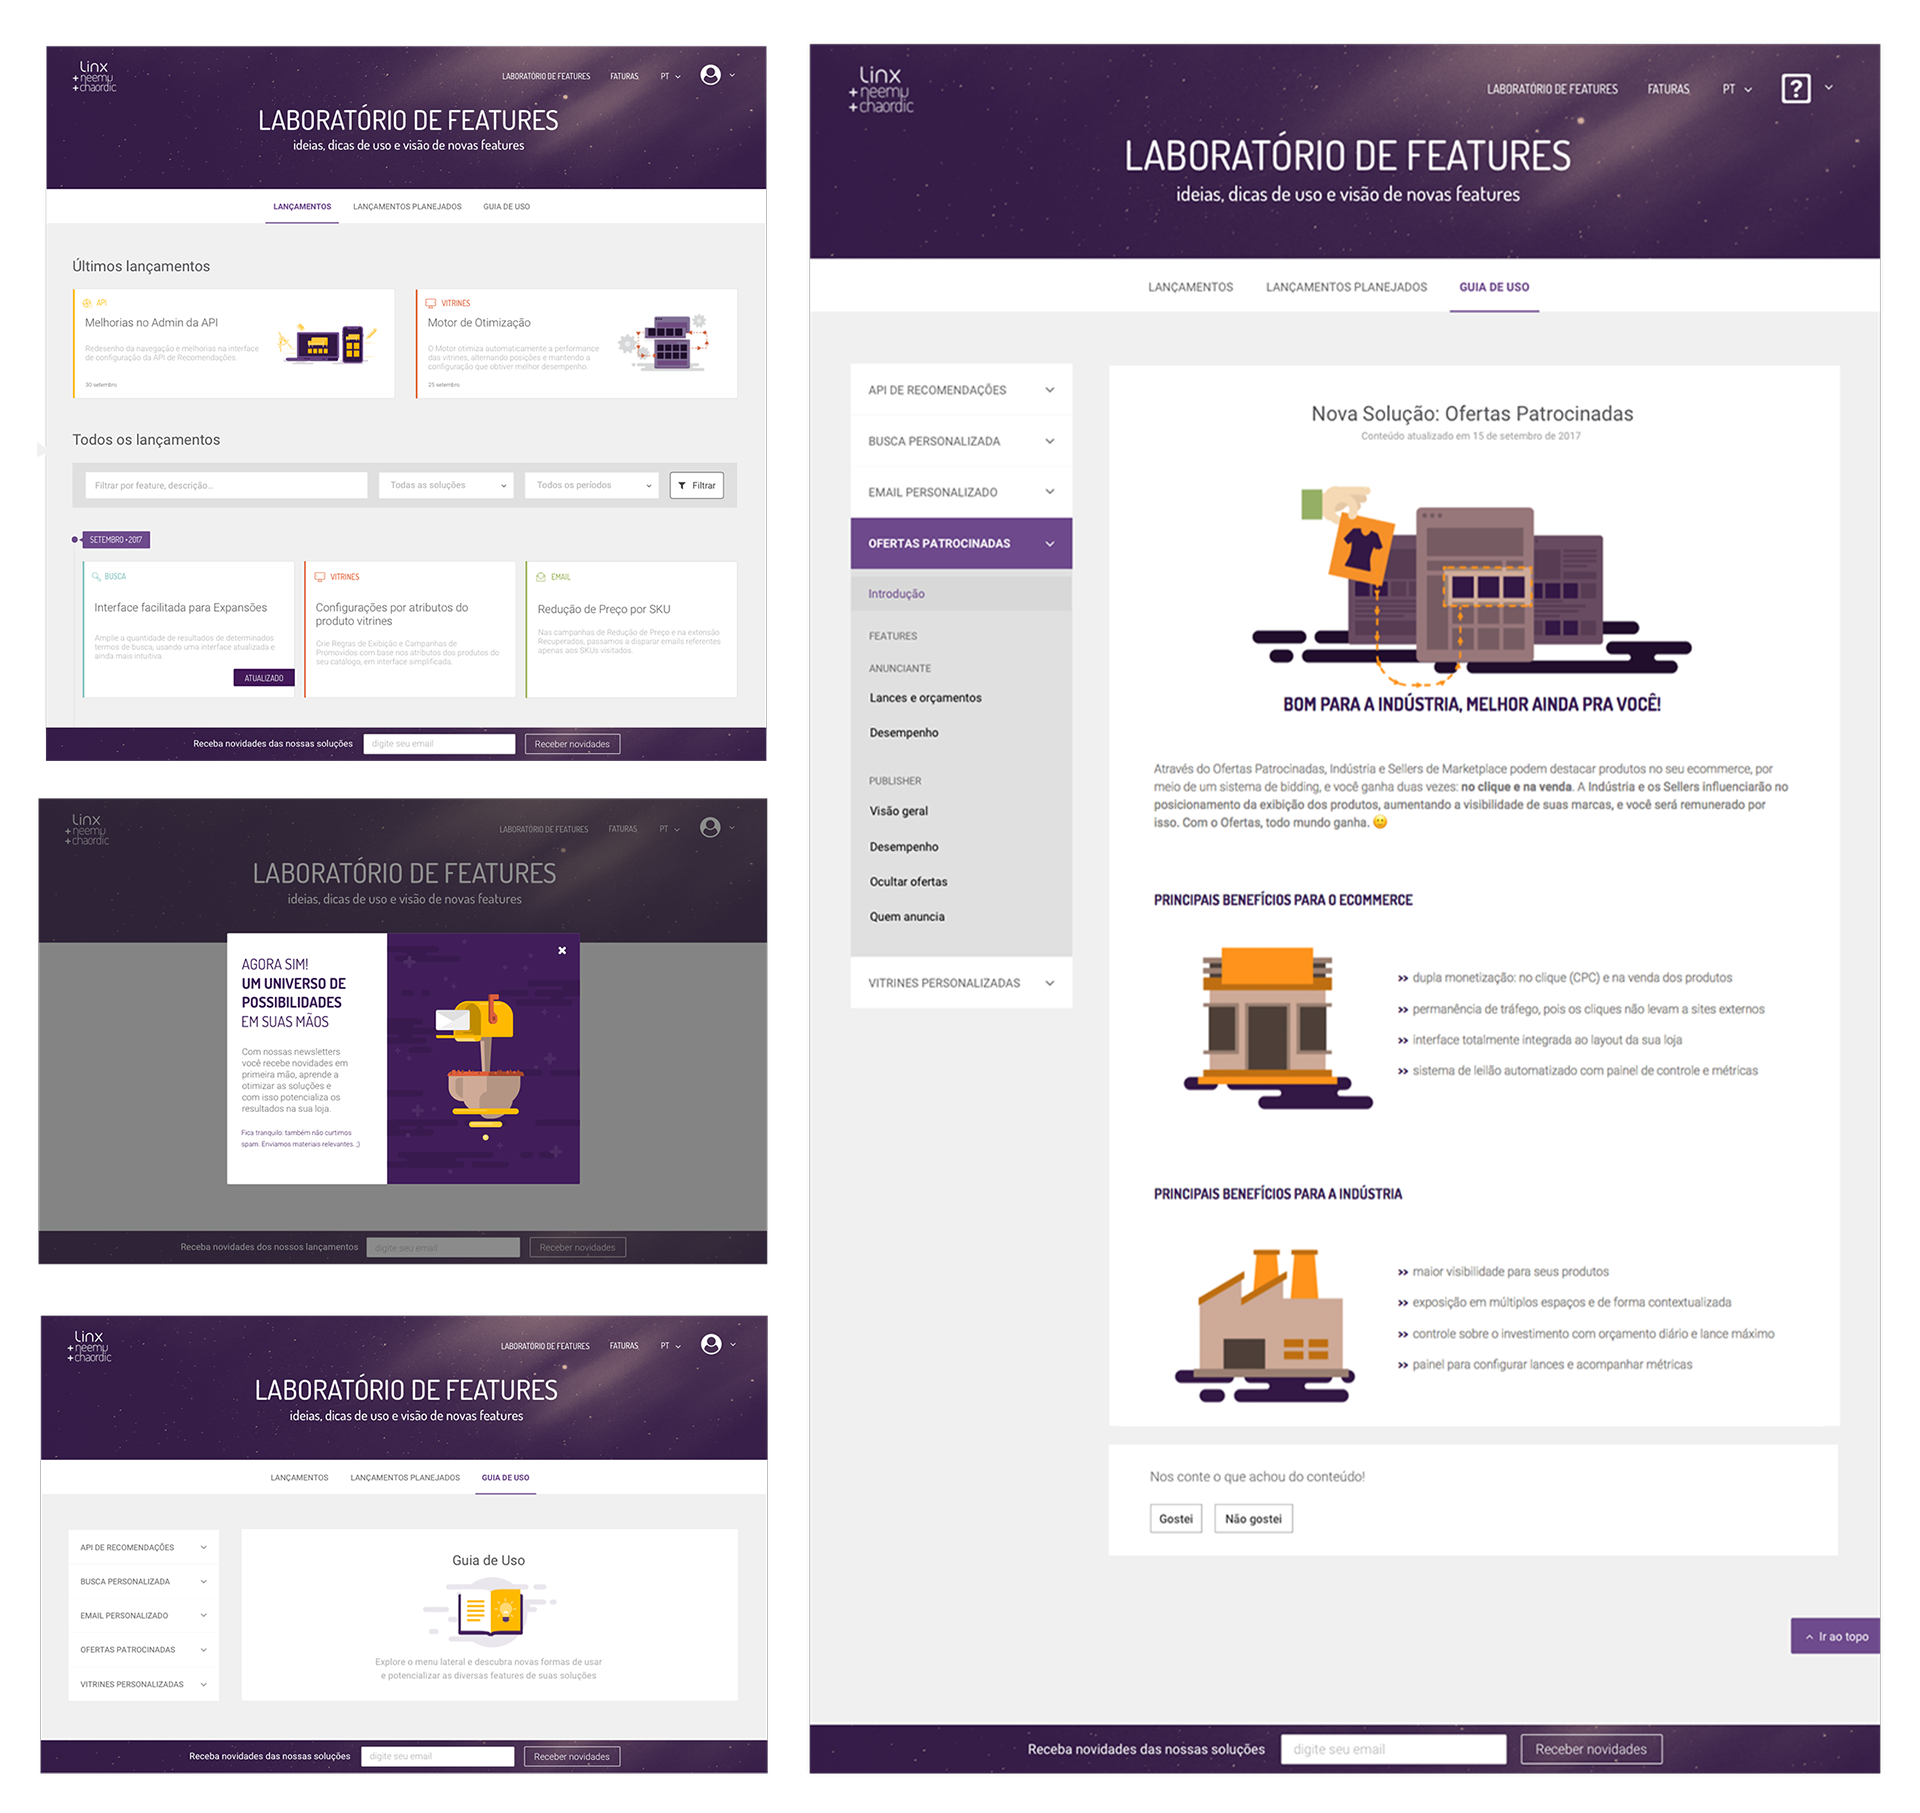 Linx
+neemu
+chaordic
LABORATÓRIO DE FEATURES
FATURAS
PT
LABORATÓRIO DE FEATURES
ideias, dicas de uso e visão de novas features
LANÇAMENTOS
LANÇAMENTOS PLANEJADOS
GUIA DE USO
Últimos lançamentos
API
Melhorias no Admin da API
Redesenho da navegação e melhorias na interface
de configuração da API de Recomendações.
30 setembro
VITRINES
Motor de Otimização
O Motor otimiza automaticamente a performance
das vitrines, alternando posições e mantendo a
configuração que obtiver melhor desempenho.
25 setembro
Todos os lançamentos
Filtrar por feature, descrição...
Todas as soluções
Todos os períodos
Filtrar
SETEMBRO • 2017
BUSCA
Interface facilitada para Expansões
Amplie a quantidade de resultados de determinados
termos de busca, usando uma interface atualizada e
ainda mais intuitiva.
ATUALIZADO
VITRINES
Configurações por atributos do
produto vitrines
Crie Regras de Exibição e Campanhas de
Promovidos com base nos atributos dos produtos do
seu catálogo, em interface simplificada.
EMAIL
Redução de Preço por SKU
Nas campanhas de Redução de Preço e na extensão
Recuperados, passamos a disparar emails referentes
apenas aos SKUs visitados.
Receba novidades das nossas soluções
digite seu email
Receber novidades
Linx
+neemu
+chaordic
LABORATÓRIO DE FEATURES
FATURAS
PT
LABORATÓRIO DE FEATURES
ideias, dicas de uso e visão de novas features
AGORA SIM!
UM UNIVERSO DE
POSSIBILIDADES
EM SUAS MÃOS
Com nossas newsletters
você recebe novidades em
primeira mão, aprende a
otimizar as soluções e
com isso potencializa os
resultados na sua loja.
Fiça tranquilo: também não curtimos
spam. Enviamos materiais relevantes. ;)
Receba novidades dos nossos lançamentos
digite seu email
Receber novidades
Linx
+neemu
+chaordic
LABORATÓRIO DE FEATURES
FATURAS
PT
LABORATÓRIO DE FEATURES
ideias, dicas de uso e visão de novas features
LANÇAMENTOS
LANÇAMENTOS PLANEJADOS
GUIA DE USO
API DE RECOMENDAÇÕES
BUSCA PERSONALIZADA
EMAIL PERSONALIZADO
OFERTAS PATROCINADAS
VITRINES PERSONALIZADAS
Guia de Uso
Explore o menu lateral e descubra novas formas de usar
e potencializar as diversas features de suas soluções
Receba novidades das nossas soluções
digite seu email
Receber novidades
Linx
+neemu
+chaordic
LABORATÓRIO DE FEATURES
FATURAS
PT
?
LABORATÓRIO DE FEATURES
ideias, dicas de uso e visão de novas features
LANÇAMENTOS
LANÇAMENTOS PLANEJADOS
GUIA DE USO
API DE RECOMENDAÇÕES
BUSCA PERSONALIZADA
EMAIL PERSONALIZADO
OFERTAS PATROCINADAS
Introdução
FEATURES
ANUNCIANTE
Lances e orçamentos
Desempenho
PUBLISHER
Visão geral
Desempenho
Ocultar ofertas
Quem anuncia
VITRINES PERSONALIZADAS
Nova Solução: Ofertas Patrocinadas
Conteúdo atualizado em 15 de setembro de 2017
BOM PARA A INDÚSTRIA, MELHOR AINDA PRA VOCÊ!
Através do Ofertas Patrocinadas, Indústria e Sellers de Marketplace podem destacar produtos no seu ecommerce, por
meio de um sistema de bidding, e você ganha duas vezes: no clique e na venda. A Indústria e os Sellers influenciarão no
posicionamento da exibição dos produtos, aumentando a visibilidade de suas marcas, e você será remunerado por
isso. Com o Ofertas, todo mundo ganha. 🙂
PRINCIPAIS BENEFÍCIOS PARA O ECOMMERCE
>> dupla monetização: no clique (CPC) e na venda dos produtos
>> permanência de tráfego, pois os cliques não levam a sites externos
>> interface totalmente integrada ao layout da sua loja
>> sistema de leilão automatizado com painel de controle e métricas
PRINCIPAIS BENEFÍCIOS PARA A INDÚSTRIA
>> maior visibilidade para seus produtos
>> exposição em múltiplos espaços e de forma contextualizada
>> controle sobre o investimento com orçamento diário e lance máximo
>> painel para configurar lances e acompanhar métricas
Nos conte o que achou do conteúdo!
Gostei
Não gostei
Ir ao topo
Receba novidades das nossas soluções
digite seu email
Receber novidades